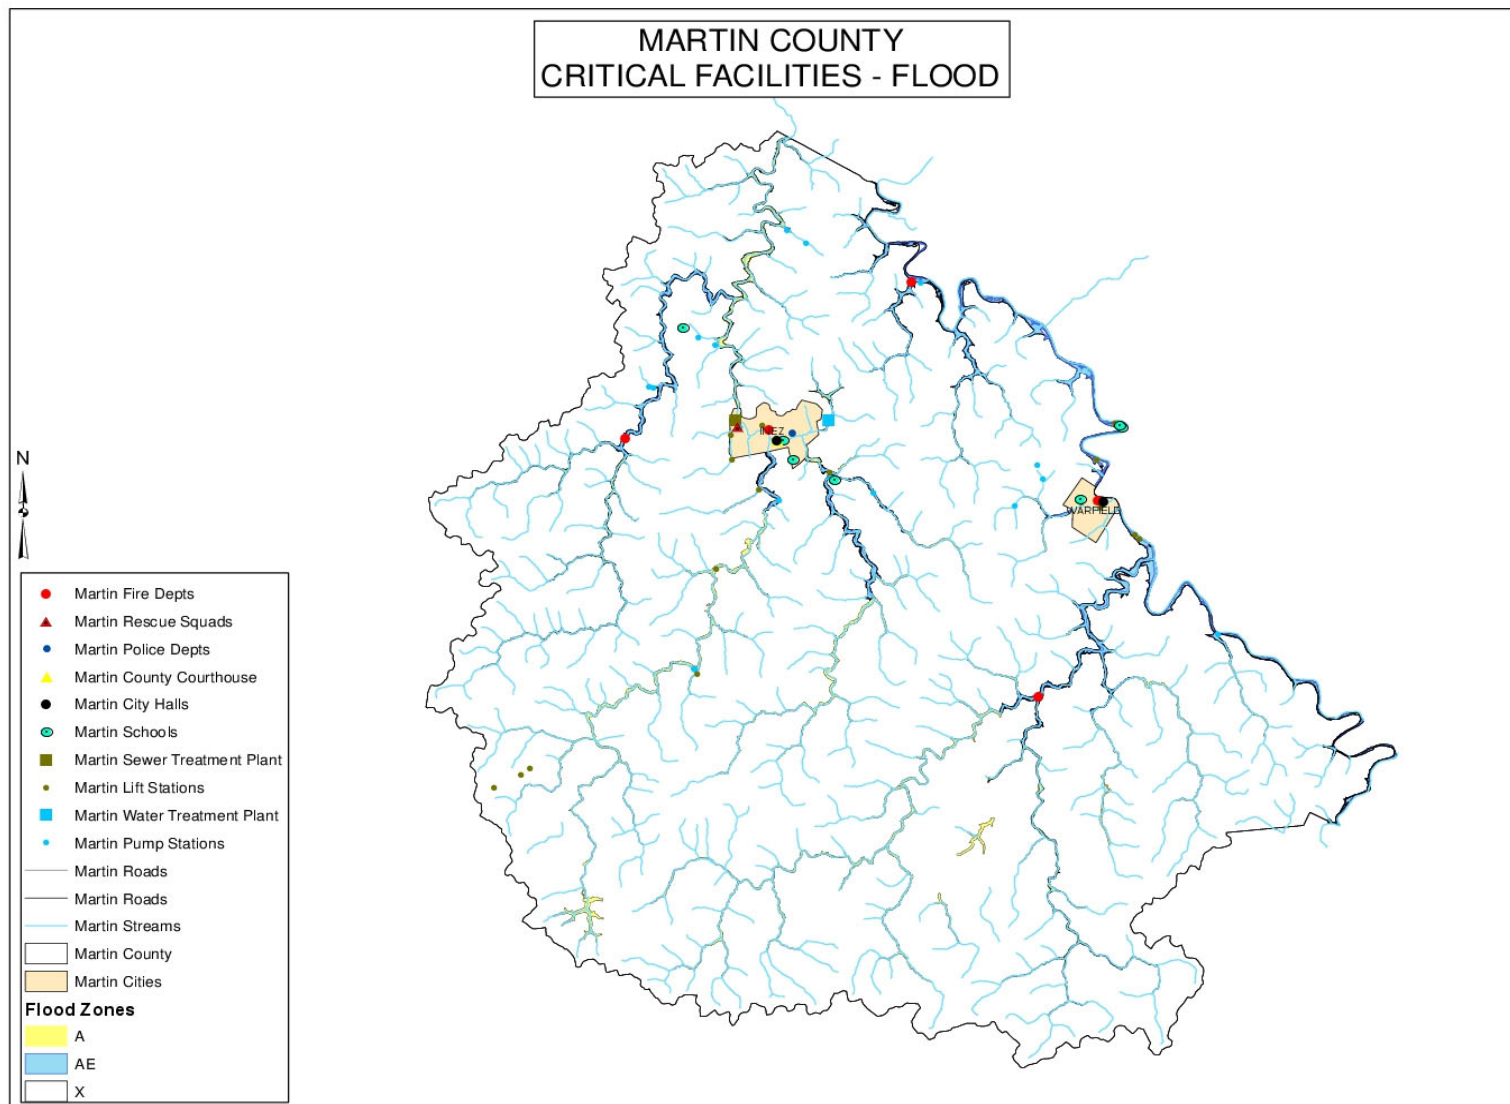 MARTIN COUNTY
CRITICAL FACILITIES - FLOOD
INEZ
WARFIELD
N
Martin Fire Depts
Martin Rescue Squads
Martin Police Depts
Martin County Courthouse
Martin City Halls
Martin Schools
Martin Sewer Treatment Plant
Martin Lift Stations
Martin Water Treatment Plant
Martin Pump Stations
Martin Roads
Martin Roads
Martin Streams
Martin County
Martin Cities
Flood Zones
A
AE
X